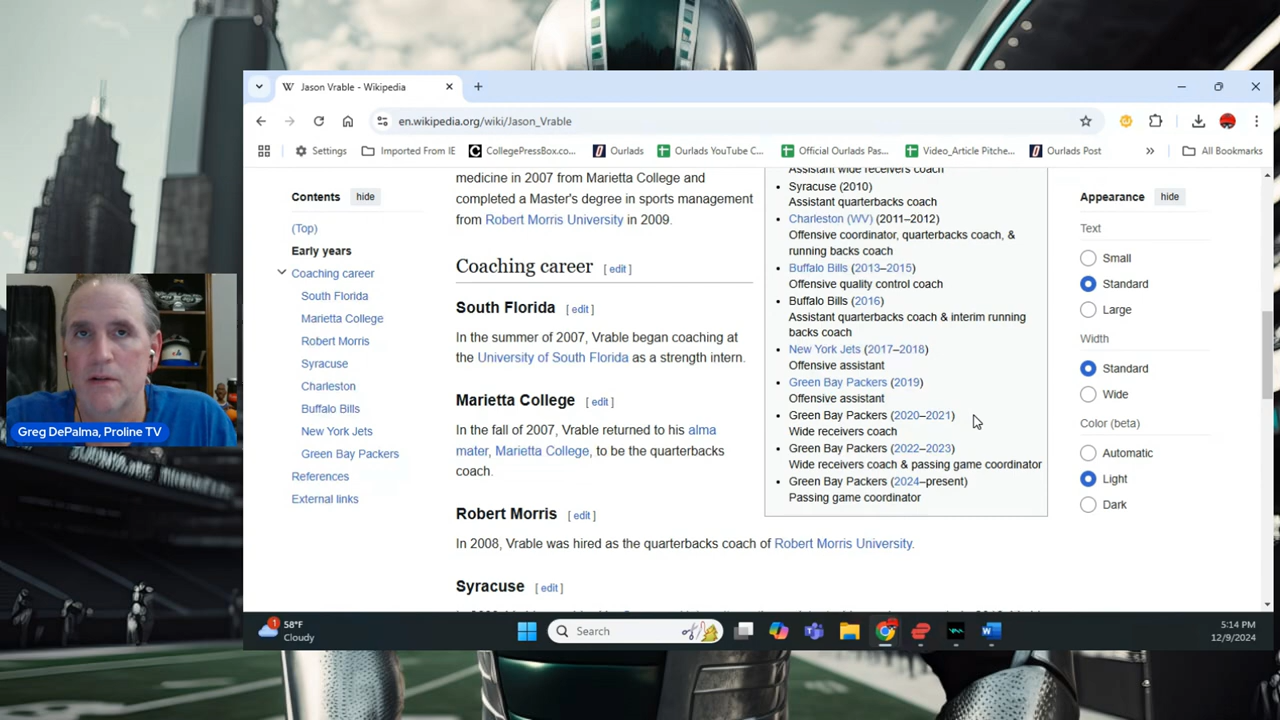 Jason Vrable - Wikipedia
en.wikipedia.org/wiki/Jason_Vrable
Settings
Imported From IE
CollegePressBox.co...
Ourlads
Ourlads YouTube C...
Official Ourlads Pas...
Video_Article Pitche...
Ourlads Post
All Bookmarks
Contents hide
(Top)
Early years
Coaching career
South Florida
Marietta College
Robert Morris
Syracuse
Charleston
Buffalo Bills
New York Jets
Green Bay Packers
References
External links
medicine in 2007 from Marietta College and
completed a Master's degree in sports management
from Robert Morris University in 2009.
Coaching career [ edit ]
South Florida [ edit ]
In the summer of 2007, Vrable began coaching at
the University of South Florida as a strength intern.
Marietta College [ edit ]
In the fall of 2007, Vrable returned to his alma
mater, Marietta College, to be the quarterbacks
coach.
Robert Morris [ edit ]
In 2008, Vrable was hired as the quarterbacks coach of Robert Morris University.
Syracuse [ edit ]
Assistant wide receivers coach
Syracuse (2010)
Assistant quarterbacks coach
Charleston (WV) (2011–2012)
Offensive coordinator, quarterbacks coach, &
running backs coach
Buffalo Bills (2013–2015)
Offensive quality control coach
Buffalo Bills (2016)
Assistant quarterbacks coach & interim running
backs coach
New York Jets (2017–2018)
Offensive assistant
Green Bay Packers (2019)
Offensive assistant
Green Bay Packers (2020–2021)
Wide receivers coach
Green Bay Packers (2022–2023)
Wide receivers coach & passing game coordinator
Green Bay Packers (2024–present)
Passing game coordinator
Appearance hide
Text
Small
Standard
Large
Width
Standard
Wide
Color (beta)
Automatic
Light
Dark
Greg DePalma, Proline TV
1
58°F
Cloudy
Search
5:14 PM
12/9/2024